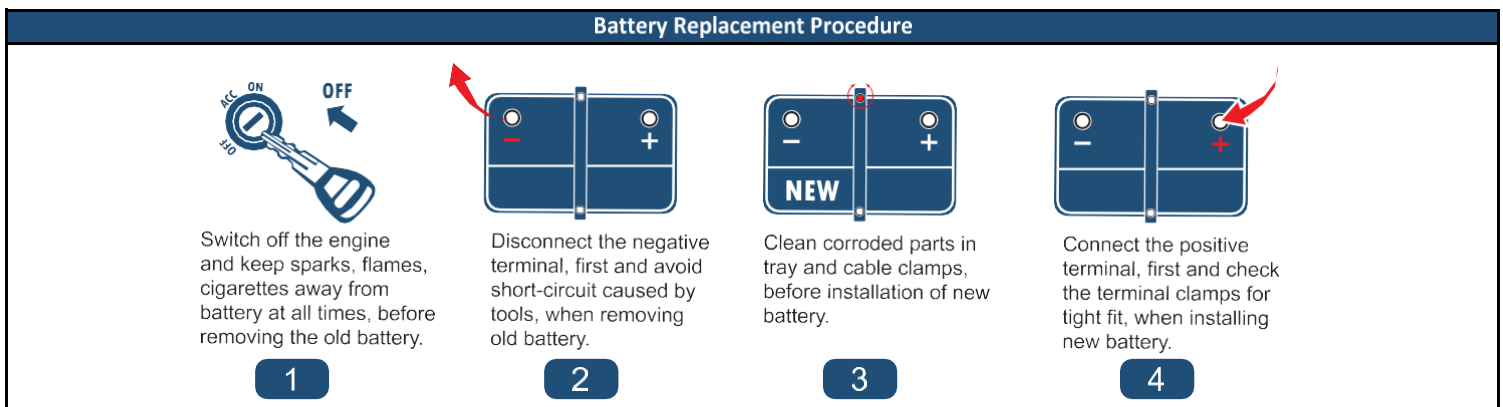 Battery Replacement Procedure
ACC
ON
OFF
OFF
Switch off the engine
and keep sparks, flames,
cigarettes away from
battery at all times, before
removing the old battery.
1
− +
Disconnect the negative
terminal, first and avoid
short-circuit caused by
tools, when removing
old battery.
2
− +
NEW
Clean corroded parts in
tray and cable clamps,
before installation of new
battery.
3
− +
Connect the positive
terminal, first and check
the terminal clamps for
tight fit, when installing
new battery.
4